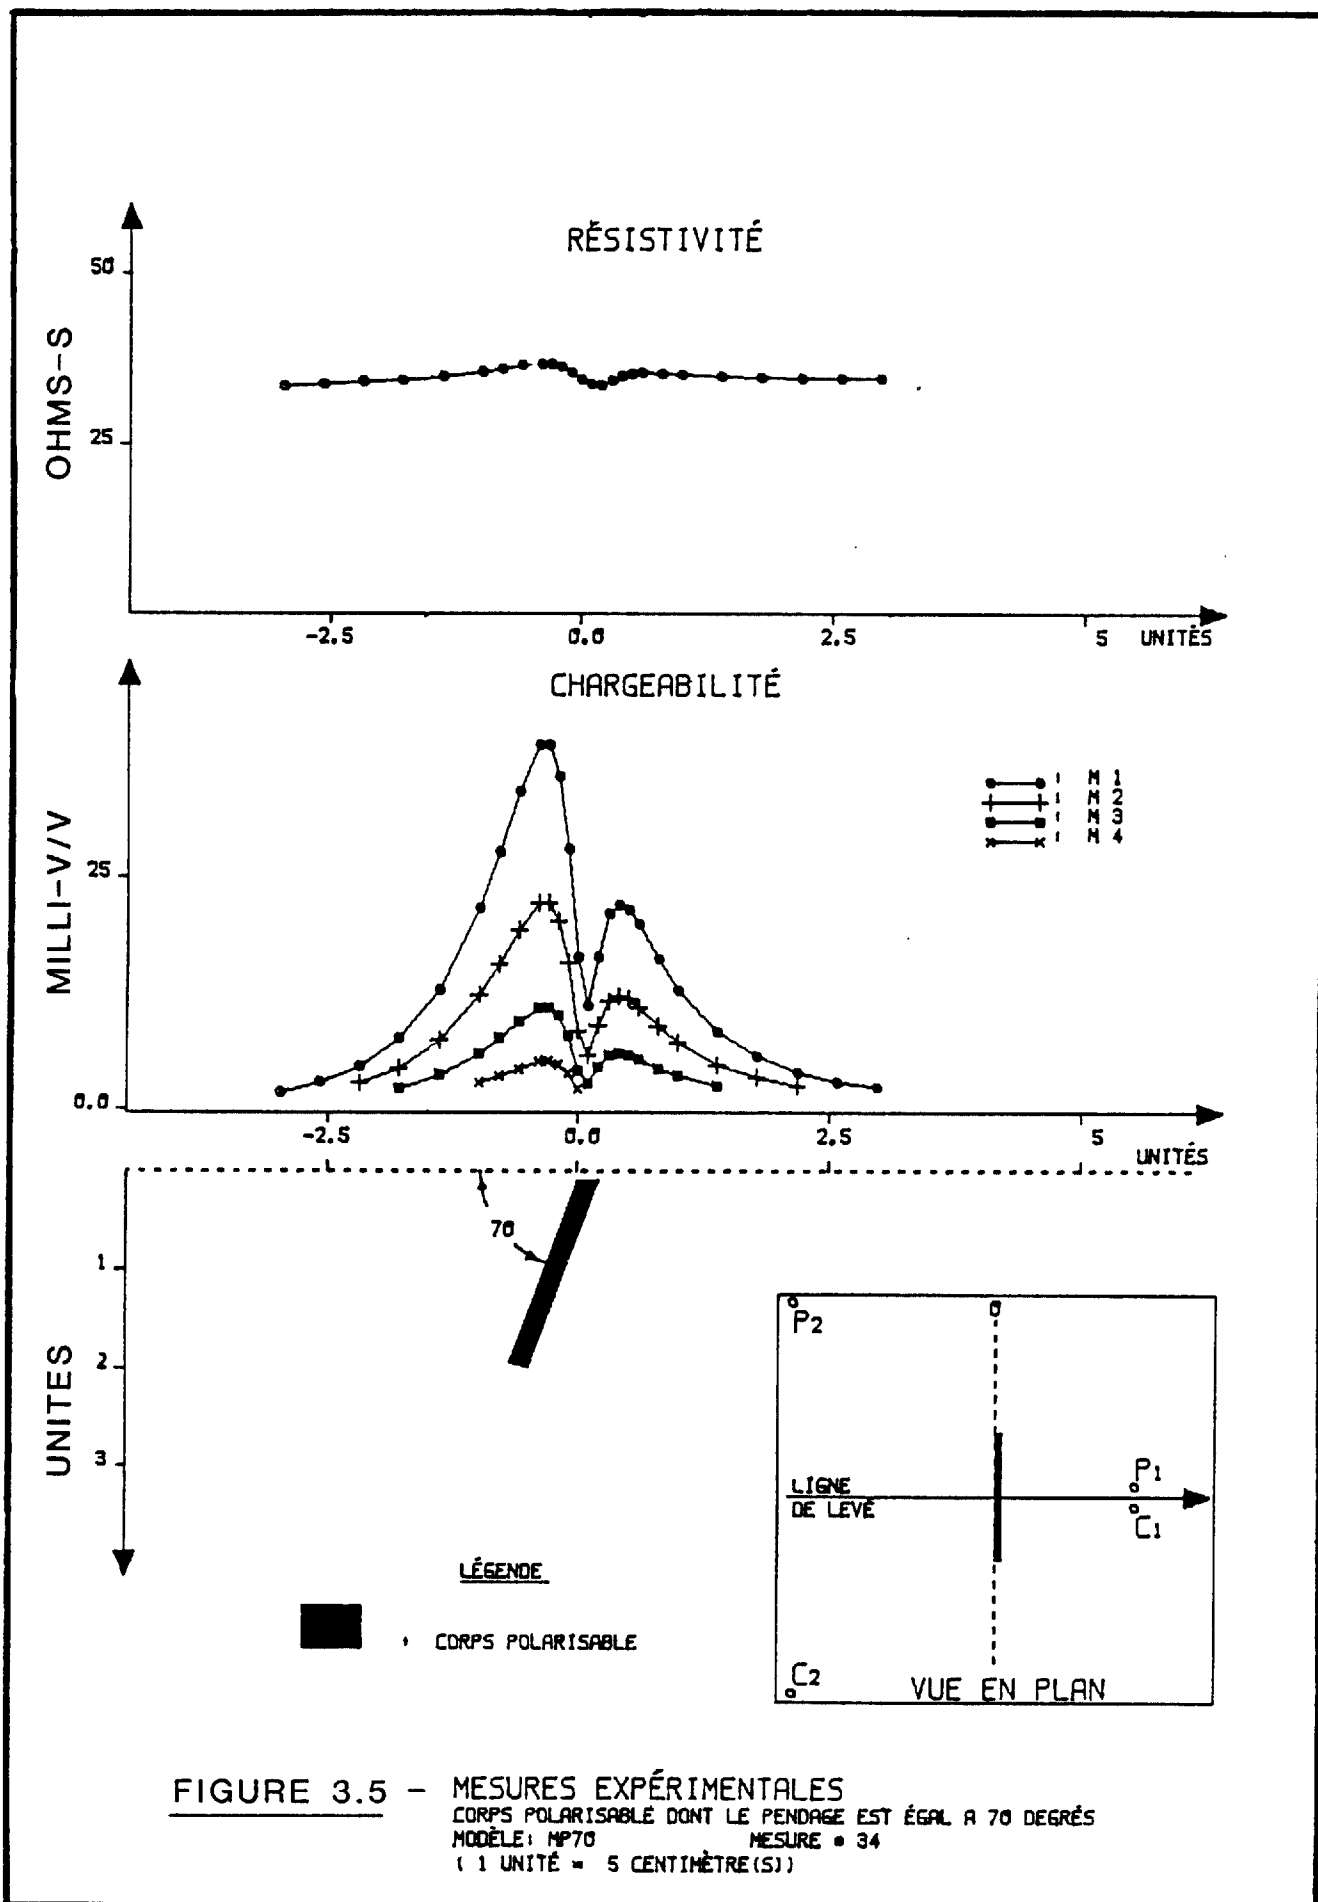 RÉSISTIVITÉ
50
OHMS-S
25
-2.5 0.0 2.5 5 UNITÉS
CHARGEABILITÉ
M 1
M 2
M 3
M 4
MILLI-V/V
25
0.0
-2.5 0.0 2.5 5
UNITÉS
70
1
2
3
UNITES
P2
0
P1
LIGNE
DE LEVÉ
C1
C2
VUE EN PLAN
LÉGENDE
CORPS POLARISABLE
FIGURE 3.5 - MESURES EXPÉRIMENTALES
CORPS POLARISABLE DONT LE PENDAGE EST ÉGAL A 70 DEGRÉS
MODÈLE: MP70 MESURE # 34
( 1 UNITÉ = 5 CENTIMÈTRE(S))